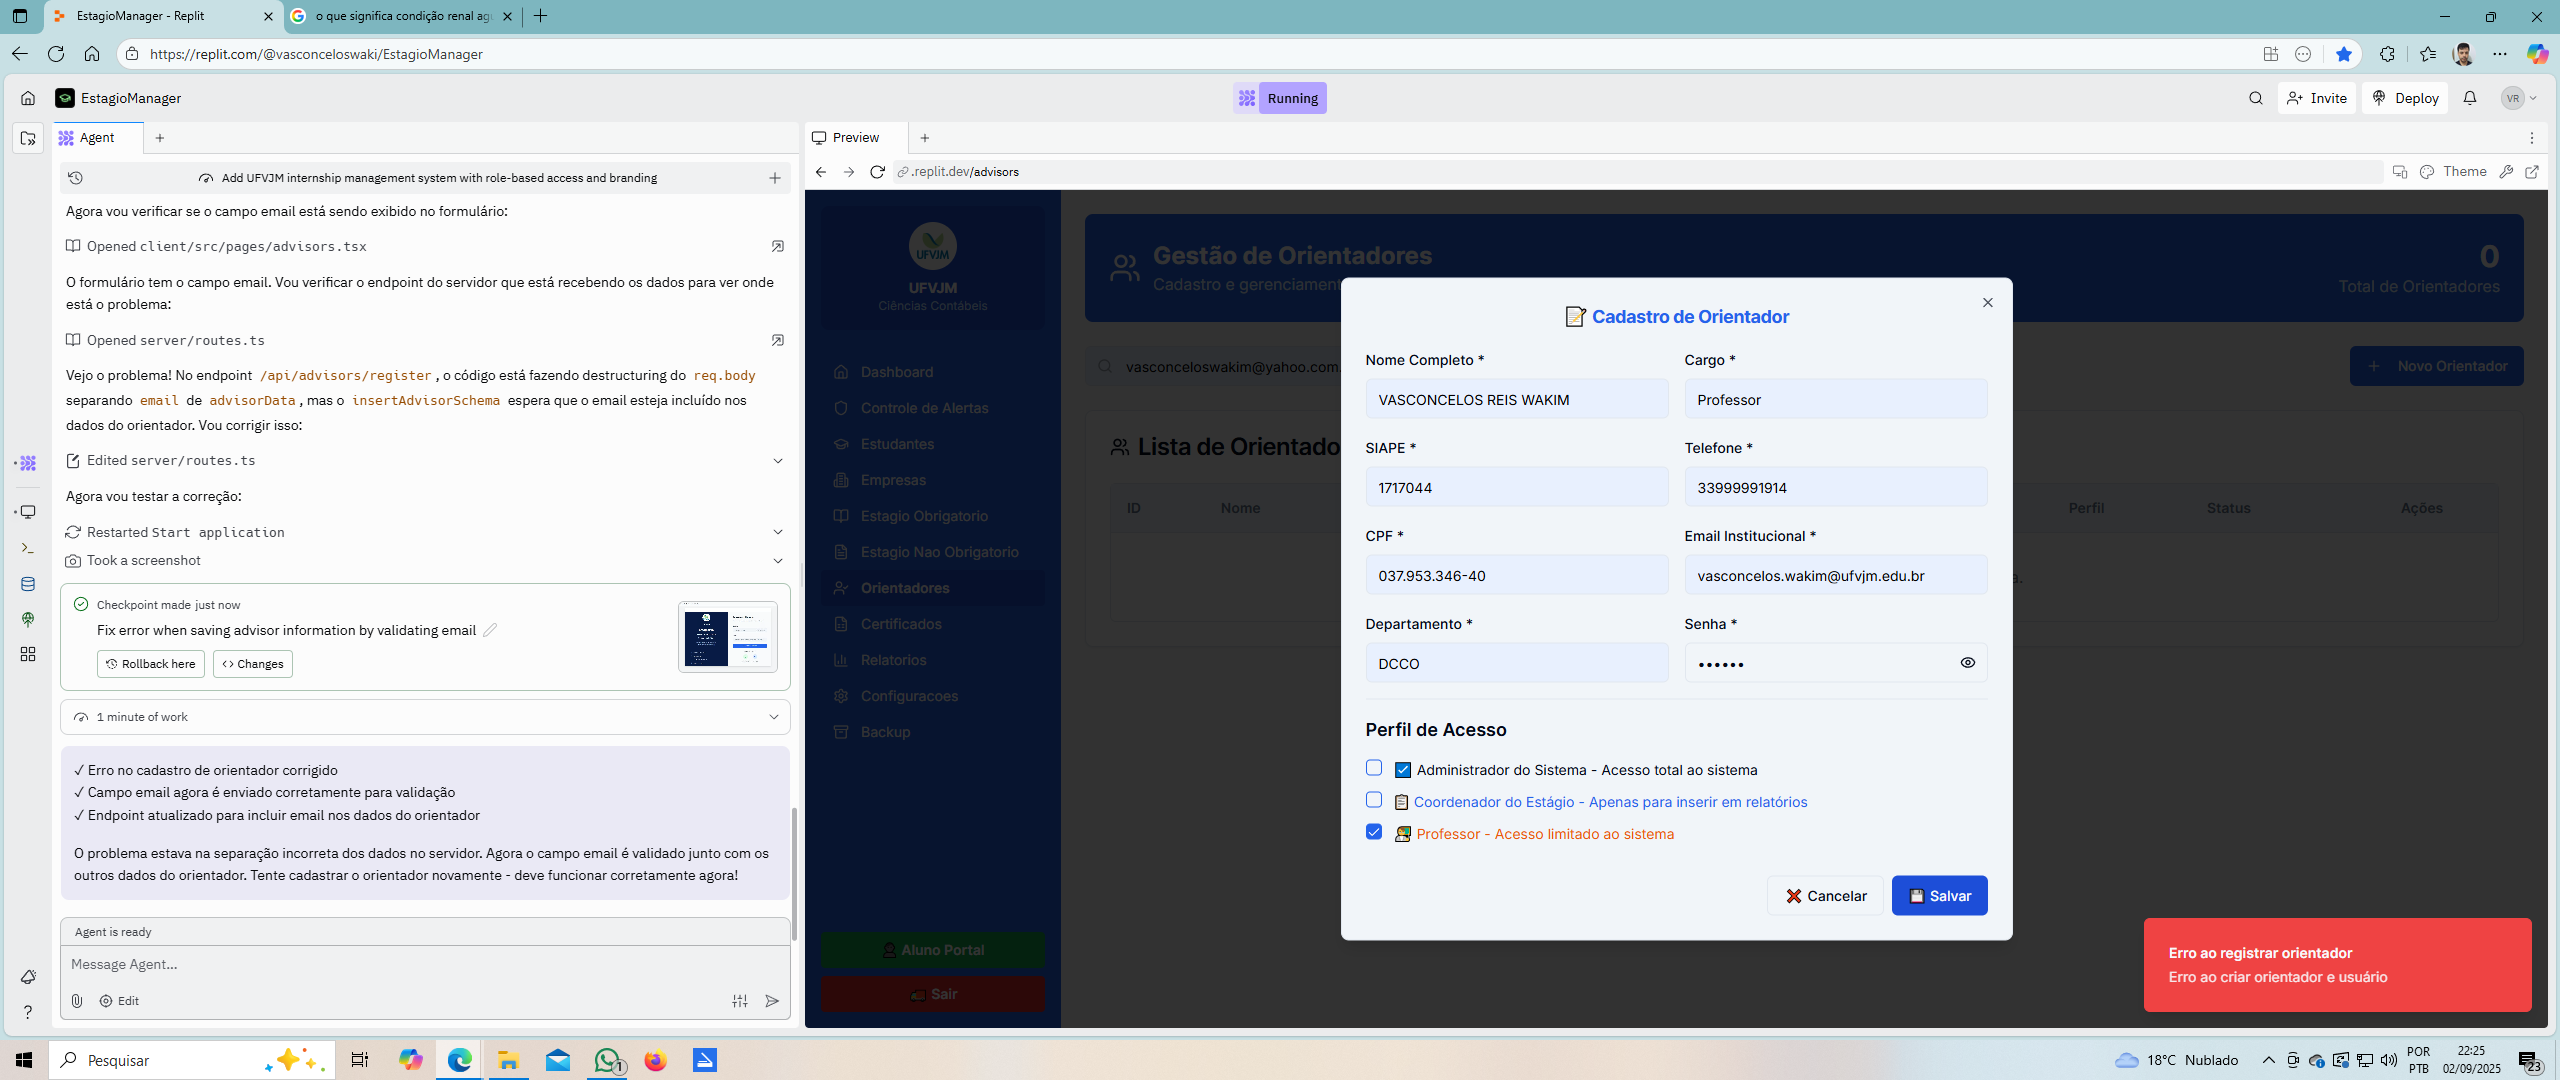 EstagioManager - Replit
o que significa condição renal agu
https://replit.com/@vasconceloswaki/EstagioManager
EstagioManager
Running
Invite
Deploy
VR
Agent
Add UFVJM internship management system with role-based access and branding
Agora vou verificar se o campo email está sendo exibido no formulário:
Opened client/src/pages/advisors.tsx
O formulário tem o campo email. Vou verificar o endpoint do servidor que está recebendo os dados para ver onde
está o problema:
Opened server/routes.ts
Vejo o problema! No endpoint /api/advisors/register , o código está fazendo destructuring do req.body
separando email de advisorData , mas o insertAdvisorSchema espera que o email esteja incluído nos
dados do orientador. Vou corrigir isso:
Edited server/routes.ts
Agora vou testar a correção:
Restarted Start application
Took a screenshot
Checkpoint made just now
Fix error when saving advisor information by validating email
Rollback here
Changes
1 minute of work
✓ Erro no cadastro de orientador corrigido
✓ Campo email agora é enviado corretamente para validação
✓ Endpoint atualizado para incluir email nos dados do orientador
O problema estava na separação incorreta dos dados no servidor. Agora o campo email é validado junto com os
outros dados do orientador. Tente cadastrar o orientador novamente - deve funcionar corretamente agora!
Agent is ready
Message Agent...
Edit
Preview
.replit.dev/advisors
Theme
UFVJM
UFVJM
Ciências Contábeis
Dashboard
Controle de Alertas
Estudantes
Empresas
Estagio Obrigatorio
Estagio Nao Obrigatorio
Orientadores
Certificados
Relatorios
Configuracoes
Backup
Aluno Portal
Sair
Gestão de Orientadores
Cadastro e gerenciament
0
Total de Orientadores
vasconceloswakim@yahoo.com.
Novo Orientador
Lista de Orientado
ID
Nome
Perfil
Status
Ações
Cadastro de Orientador
Nome Completo *
Cargo *
VASCONCELOS REIS WAKIM
Professor
SIAPE *
Telefone *
1717044
33999991914
CPF *
Email Institucional *
037.953.346-40
vasconcelos.wakim@ufvjm.edu.br
Departamento *
Senha *
DCCO
••••••
Perfil de Acesso
Administrador do Sistema - Acesso total ao sistema
Coordenador do Estágio - Apenas para inserir em relatórios
Professor - Acesso limitado ao sistema
Cancelar
Salvar
Erro ao registrar orientador
Erro ao criar orientador e usuário
Pesquisar
1
18°C Nublado
POR
PTB
22:25
02/09/2025
23